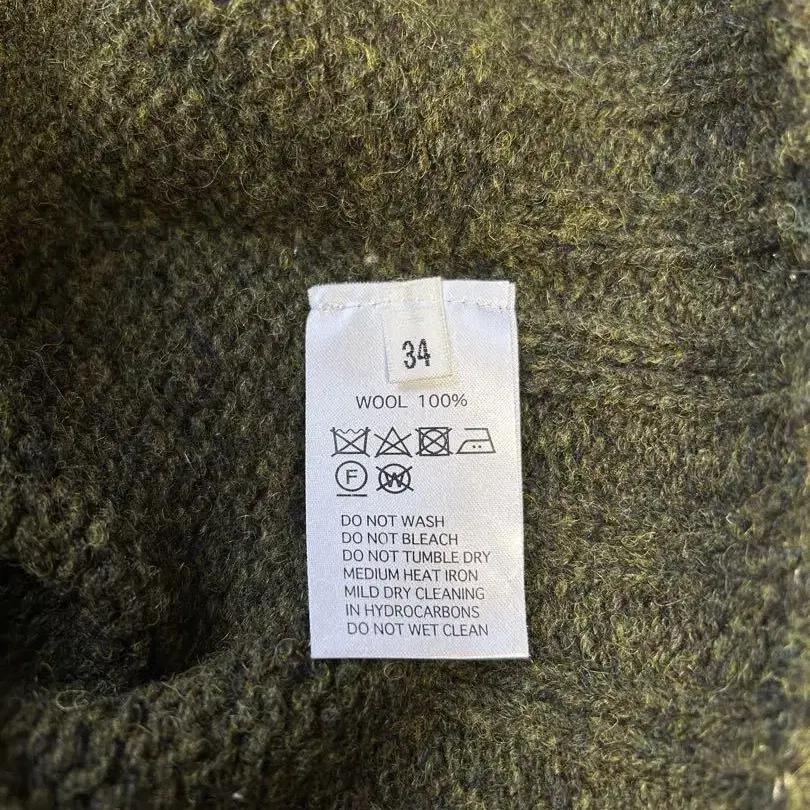 34
WOOL 100%
F W
DO NOT WASH
DO NOT BLEACH
DO NOT TUMBLE DRY
MEDIUM HEAT IRON
MILD DRY CLEANING
IN HYDROCARBONS
DO NOT WET CLEAN